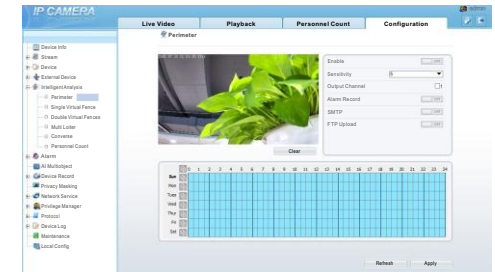 IP CAMERA
admin
Live Video
Playback
Personnel Count
Configuration
Perimeter
Device Info
Stream
Device
External Device
Intelligent Analysis
Perimeter
Single Virtual Fence
Double Virtual Fences
Multi Loiter
Converse
Personnel Count
Alarm
AI Multiobject
Device Record
Privacy Masking
Network Service
Privilege Manager
Protocol
Device Log
Maintenance
Local Config
Enable
Sensitivity 5
Output Channel 1
Alarm Record
SMTP
FTP Upload
Clear
0 1 2 3 4 5 6 7 8 9 10 11 12 13 14 15 16 17 18 19 20 21 22 23 24
Sun
Mon
Tues
Wed
Thur
Fri
Sat
Refresh
Apply